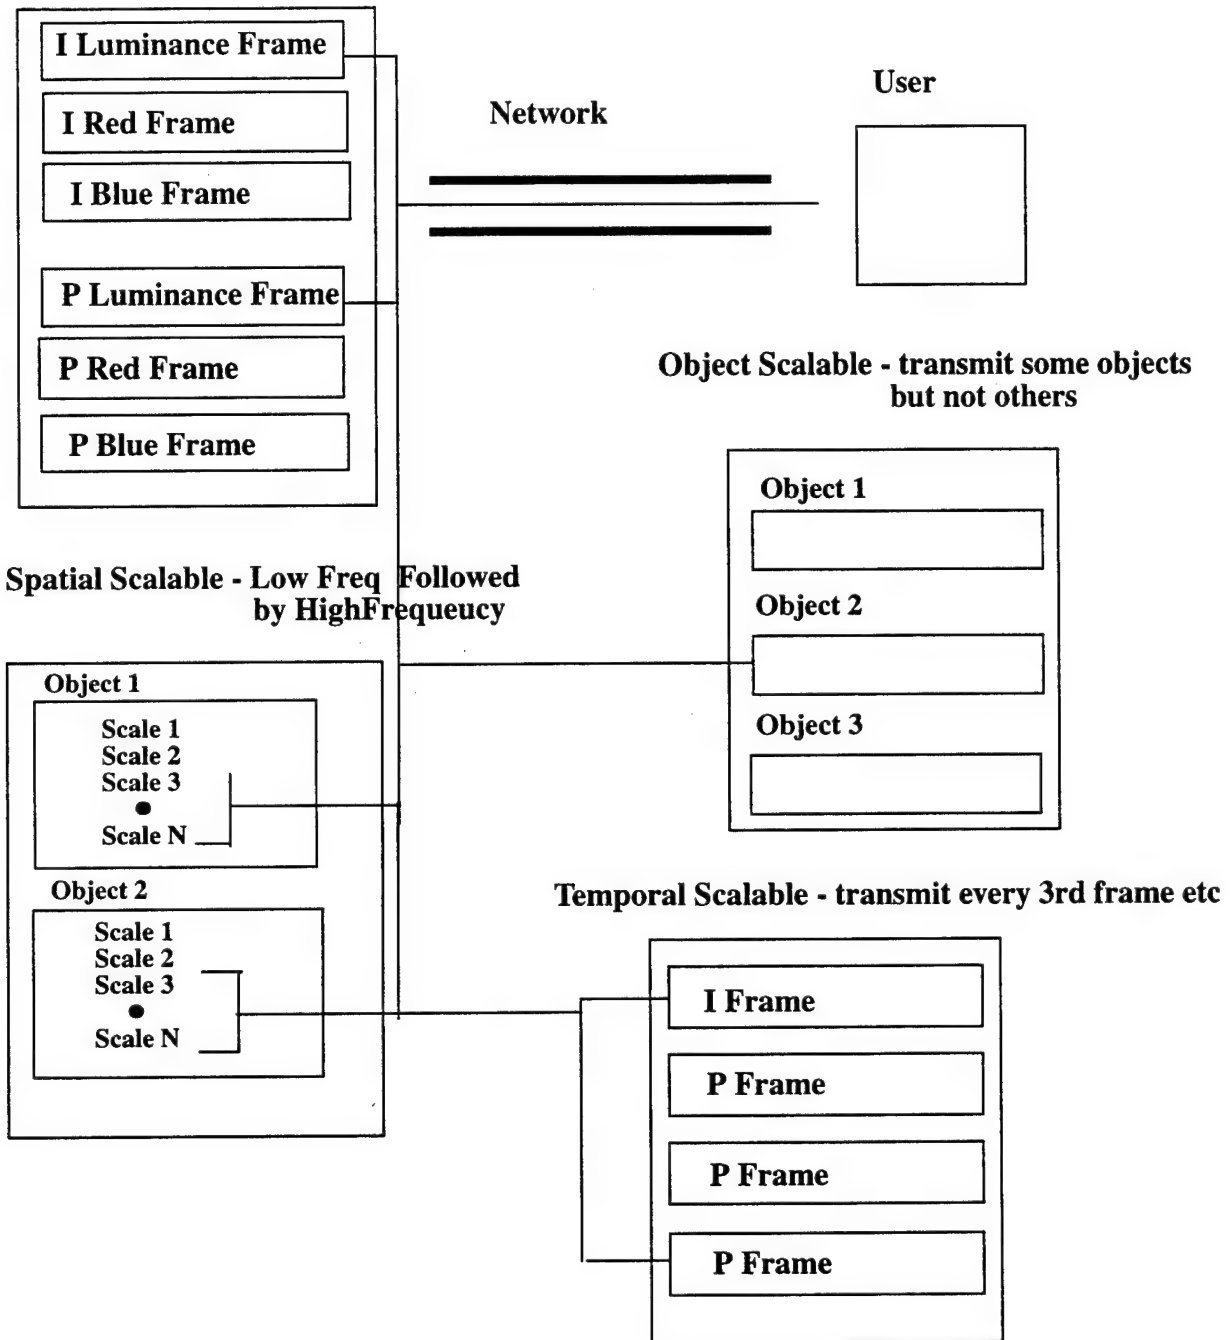 I Luminance Frame
I Red Frame
I Blue Frame
P Luminance Frame
P Red Frame
P Blue Frame
Network
User
Object Scalable - transmit some objects
but not others
Object 1
Object 2
Object 3
Spatial Scalable - Low Freq Followed
by HighFrequeucy
Object 1
Scale 1
Scale 2
Scale 3
Scale N
Object 2
Scale 1
Scale 2
Scale 3
Scale N
Temporal Scalable - transmit every 3rd frame etc
I Frame
P Frame
P Frame
P Frame